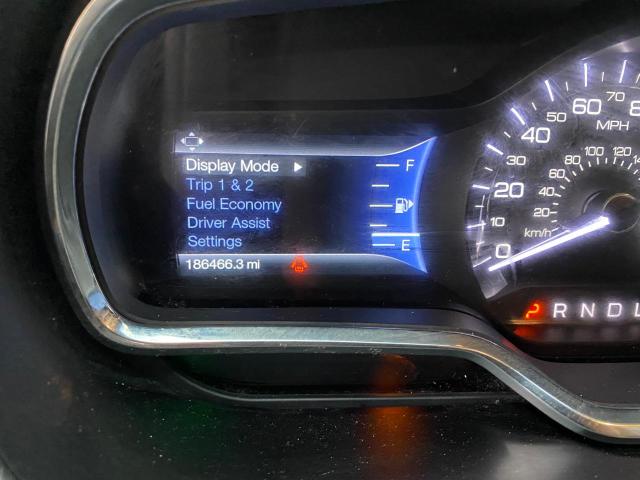 Display Mode
Trip 1 & 2
Fuel Economy
Driver Assist
Settings
186466.3 mi
F
E
0
10
20
30
40
50
60
70
MPH
20
40
60
80
100
120
km/h
P R N D L